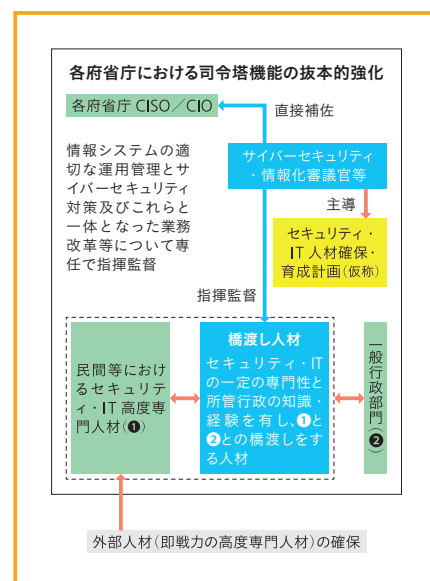 各府省庁における司令塔機能の抜本的強化
各府省庁 CISO／CIO
直接補佐
情報システムの適
切な運用管理とサ
イバーセキュリティ
対策及びこれらと
一体となった業務
改革等について専
任で指揮監督
サイバーセキュリティ
・情報化審議官等
主導
セキュリティ・
IT 人材確保・
育成計画（仮称）
指揮監督
民間等におけ
るセキュリテ
ィ・IT 高度専
門人材（❶）
橋渡し人材
セキュリティ・IT
の一定の専門性と
所管行政の知識・
経験を有し、❶と
❷との橋渡しをす
る人材
一般行政部門（❷）
外部人材（即戦力の高度専門人材）の確保